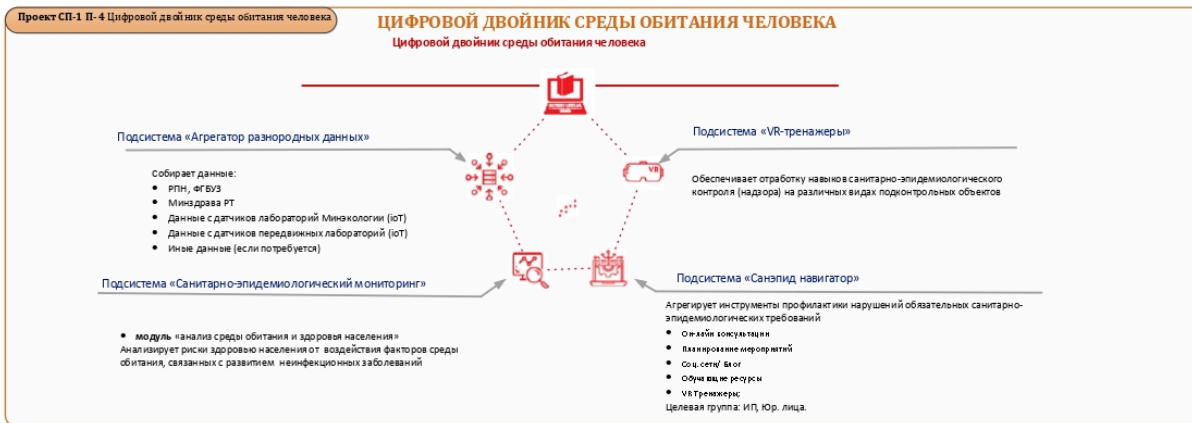 Проект СП-1 П-4 Цифровой двойник среды обитания человека
ЦИФРОВОЙ ДВОЙНИК СРЕДЫ ОБИТАНИЯ ЧЕЛОВЕКА
Цифровой двойник среды обитания человека
Подсистема «Агрегатор разнородных данных»
Собирает данные:
• РПН, ФГБУЗ
• Минздрава РТ
• Данные с датчиков лабораторий Минэкологии (ioT)
• Данные с датчиков передвижных лабораторий (ioT)
• Иные данные (если потребуется)
Подсистема «VR-тренажеры»
VR
Обеспечивает отработку навыков санитарно-эпидемиологического
контроля (надзора) на различных видах подконтрольных объектов
Подсистема «Санитарно-эпидемиологический мониторинг»
• модуль «анализ среды обитания и здоровья населения»
Анализирует риски здоровью населения от воздействия факторов среды
обитания, связанных с развитием неинфекционных заболеваний
Подсистема «Санэпид навигатор»
Агрегирует инструменты профилактики нарушений обязательных санитарно-
эпидемиологических требований
• Он-лайн консультации
• Планирование мероприятий
• Соц. сети/ Блог
• Обучающие ресурсы
• VR Тренажеры;
Целевая группа: ИП, Юр. лица.